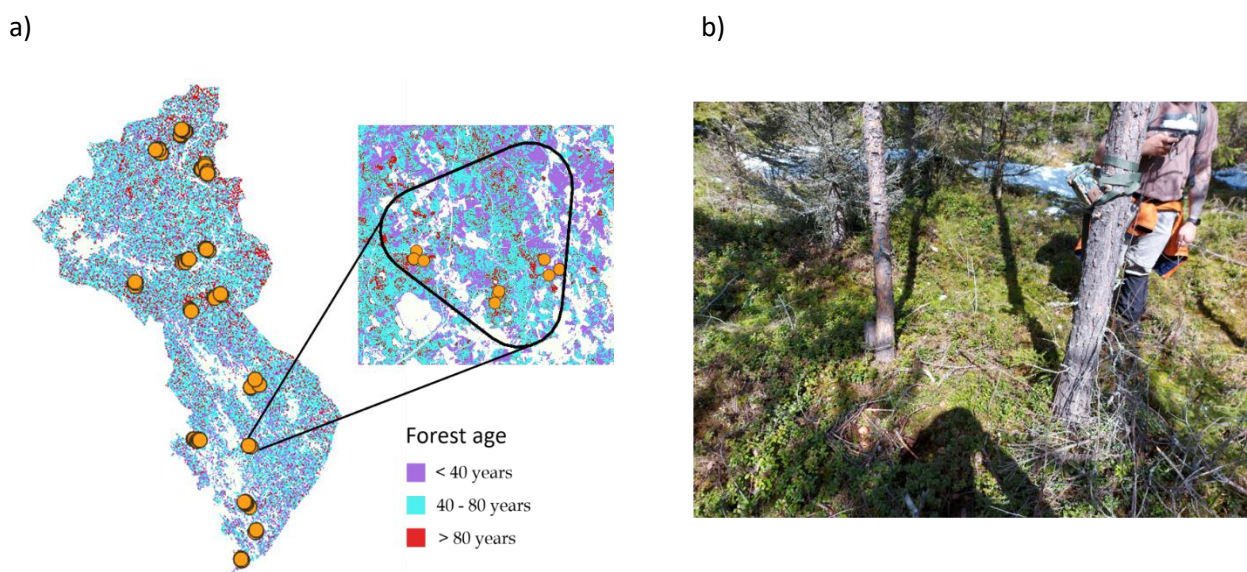 a)
b)
Forest age
< 40 years
40 - 80 years
> 80 years